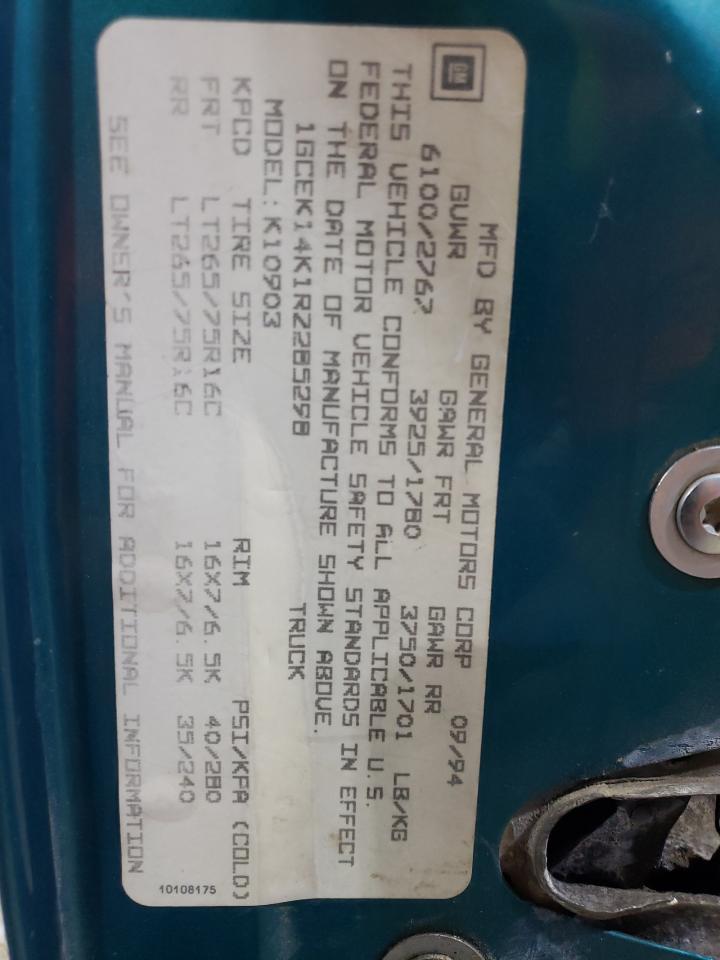 GM
MFD BY GENERAL MOTORS CORP 09/94
GVWR GAWR FRT GAWR RR
6100/2767 3925/1780 3750/1701 LB/KG
THIS VEHICLE CONFORMS TO ALL APPLICABLE U.S.
FEDERAL MOTOR VEHICLE SAFETY STANDARDS IN EFFECT
ON THE DATE OF MANUFACTURE SHOWN ABOVE.
1GCEK14K1R2285298 TRUCK
MODEL: K10903
KPCD TIRE SIZE RIM PSI/KPA (COLD)
FRT LT265/75R16C 16X7/6.5K 40/280
RR LT265/75R16C 16X7/6.5K 35/240
SEE OWNER'S MANUAL FOR ADDITIONAL INFORMATION
10108175